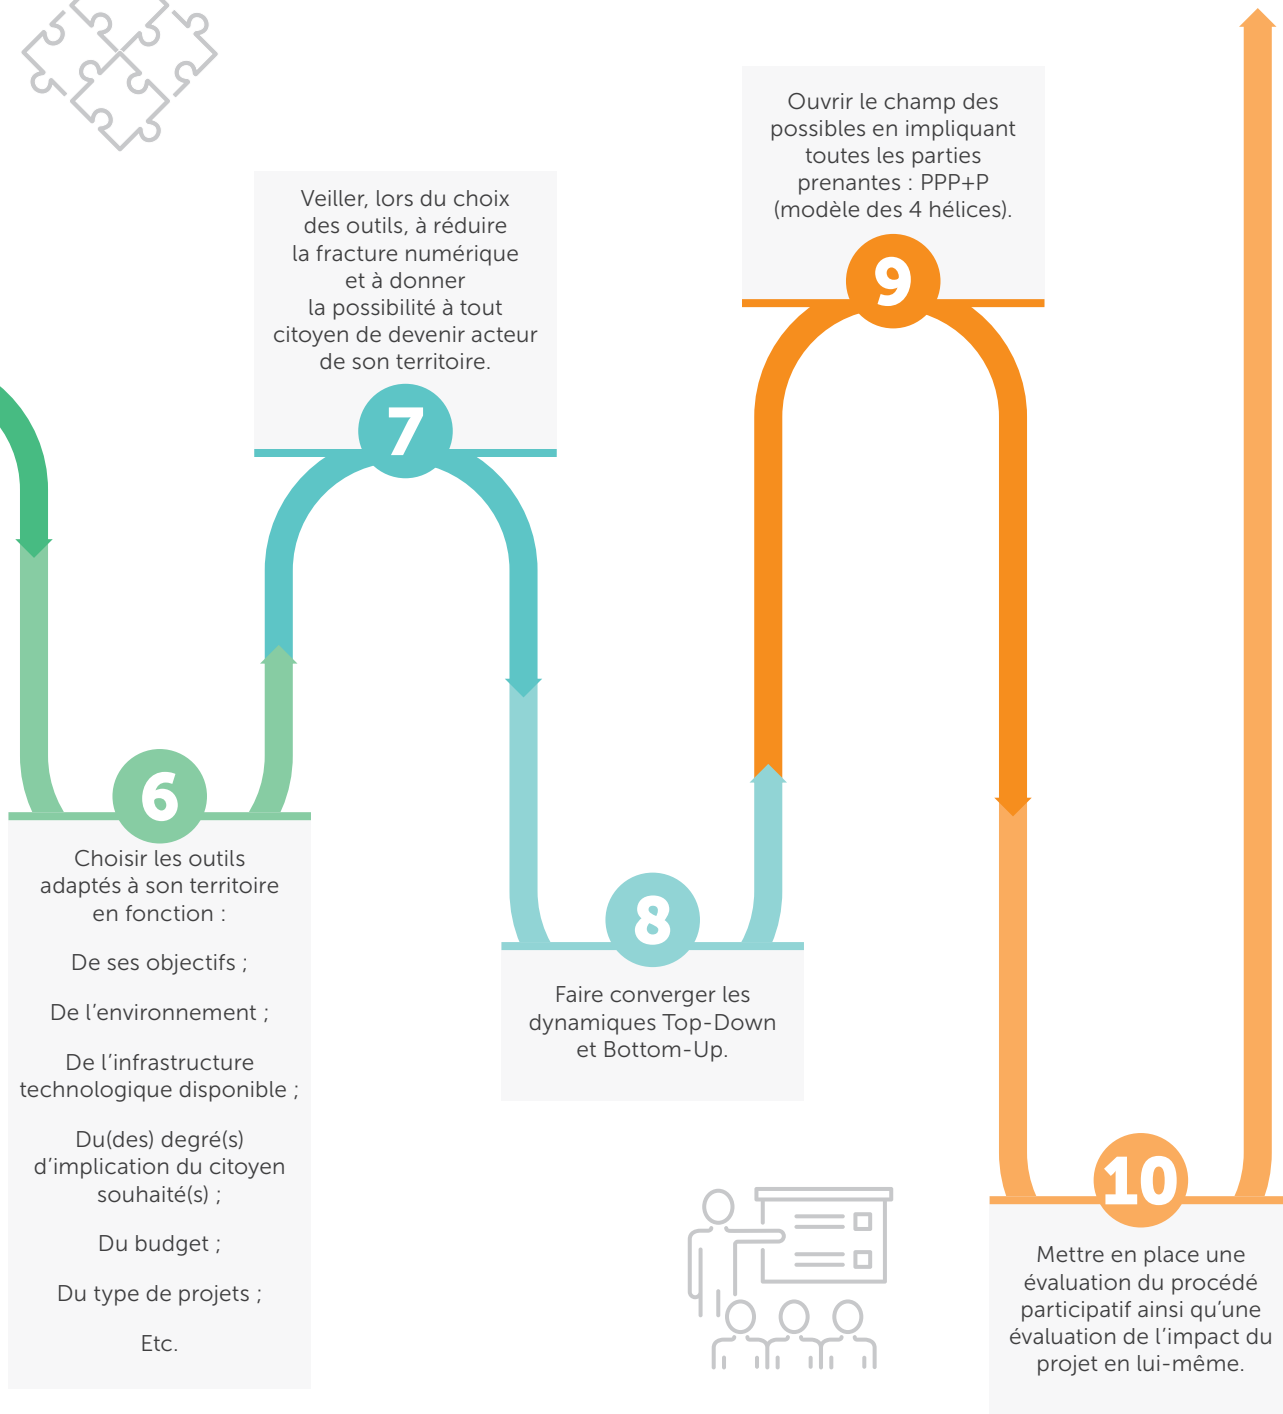 6
Choisir les outils
adaptés à son territoire
en fonction :
De ses objectifs ;
De l’environnement ;
De l’infrastructure
technologique disponible ;
Du(des) degré(s)
d’implication du citoyen
souhaité(s) ;
Du budget ;
Du type de projets ;
Etc.
Veiller, lors du choix
des outils, à réduire
la fracture numérique
et à donner
la possibilité à tout
citoyen de devenir acteur
de son territoire.
7
8
Faire converger les
dynamiques Top-Down
et Bottom-Up.
Ouvrir le champ des
possibles en impliquant
toutes les parties
prenantes : PPP+P
(modèle des 4 hélices).
9
10
Mettre en place une
évaluation du procédé
participatif ainsi qu’une
évaluation de l’impact du
projet en lui-même.